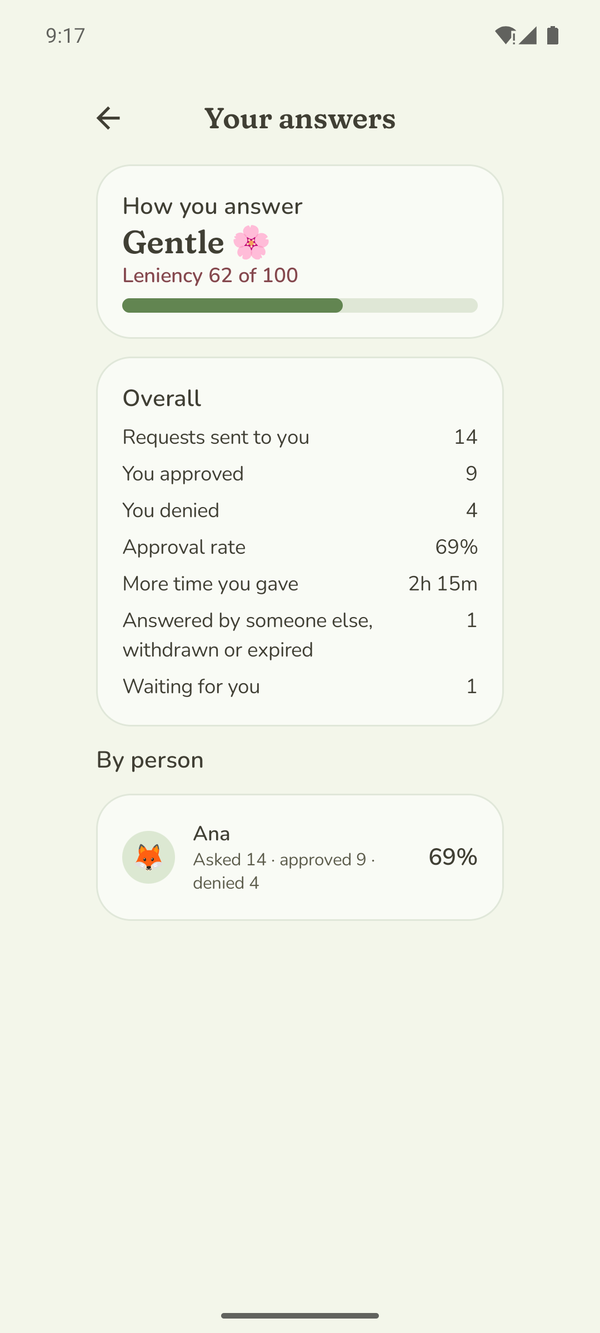 9:17
Your answers
How you answer
Gentle 🌸
Leniency 62 of 100
Overall
Requests sent to you 14
You approved 9
You denied 4
Approval rate 69%
More time you gave 2h 15m
Answered by someone else, 1
withdrawn or expired
Waiting for you 1
By person
Ana
Asked 14 · approved 9 ·
denied 4
69%